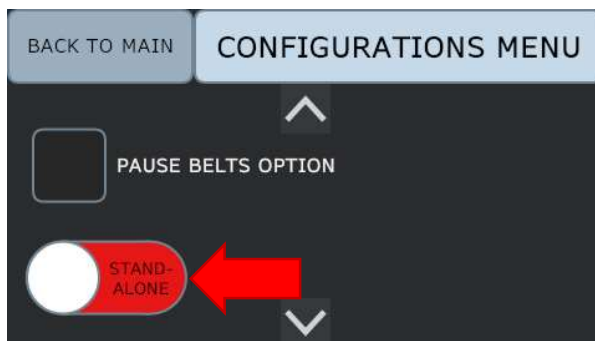 BACK TO MAIN
CONFIGURATIONS MENU
PAUSE BELTS OPTION
STAND-
ALONE